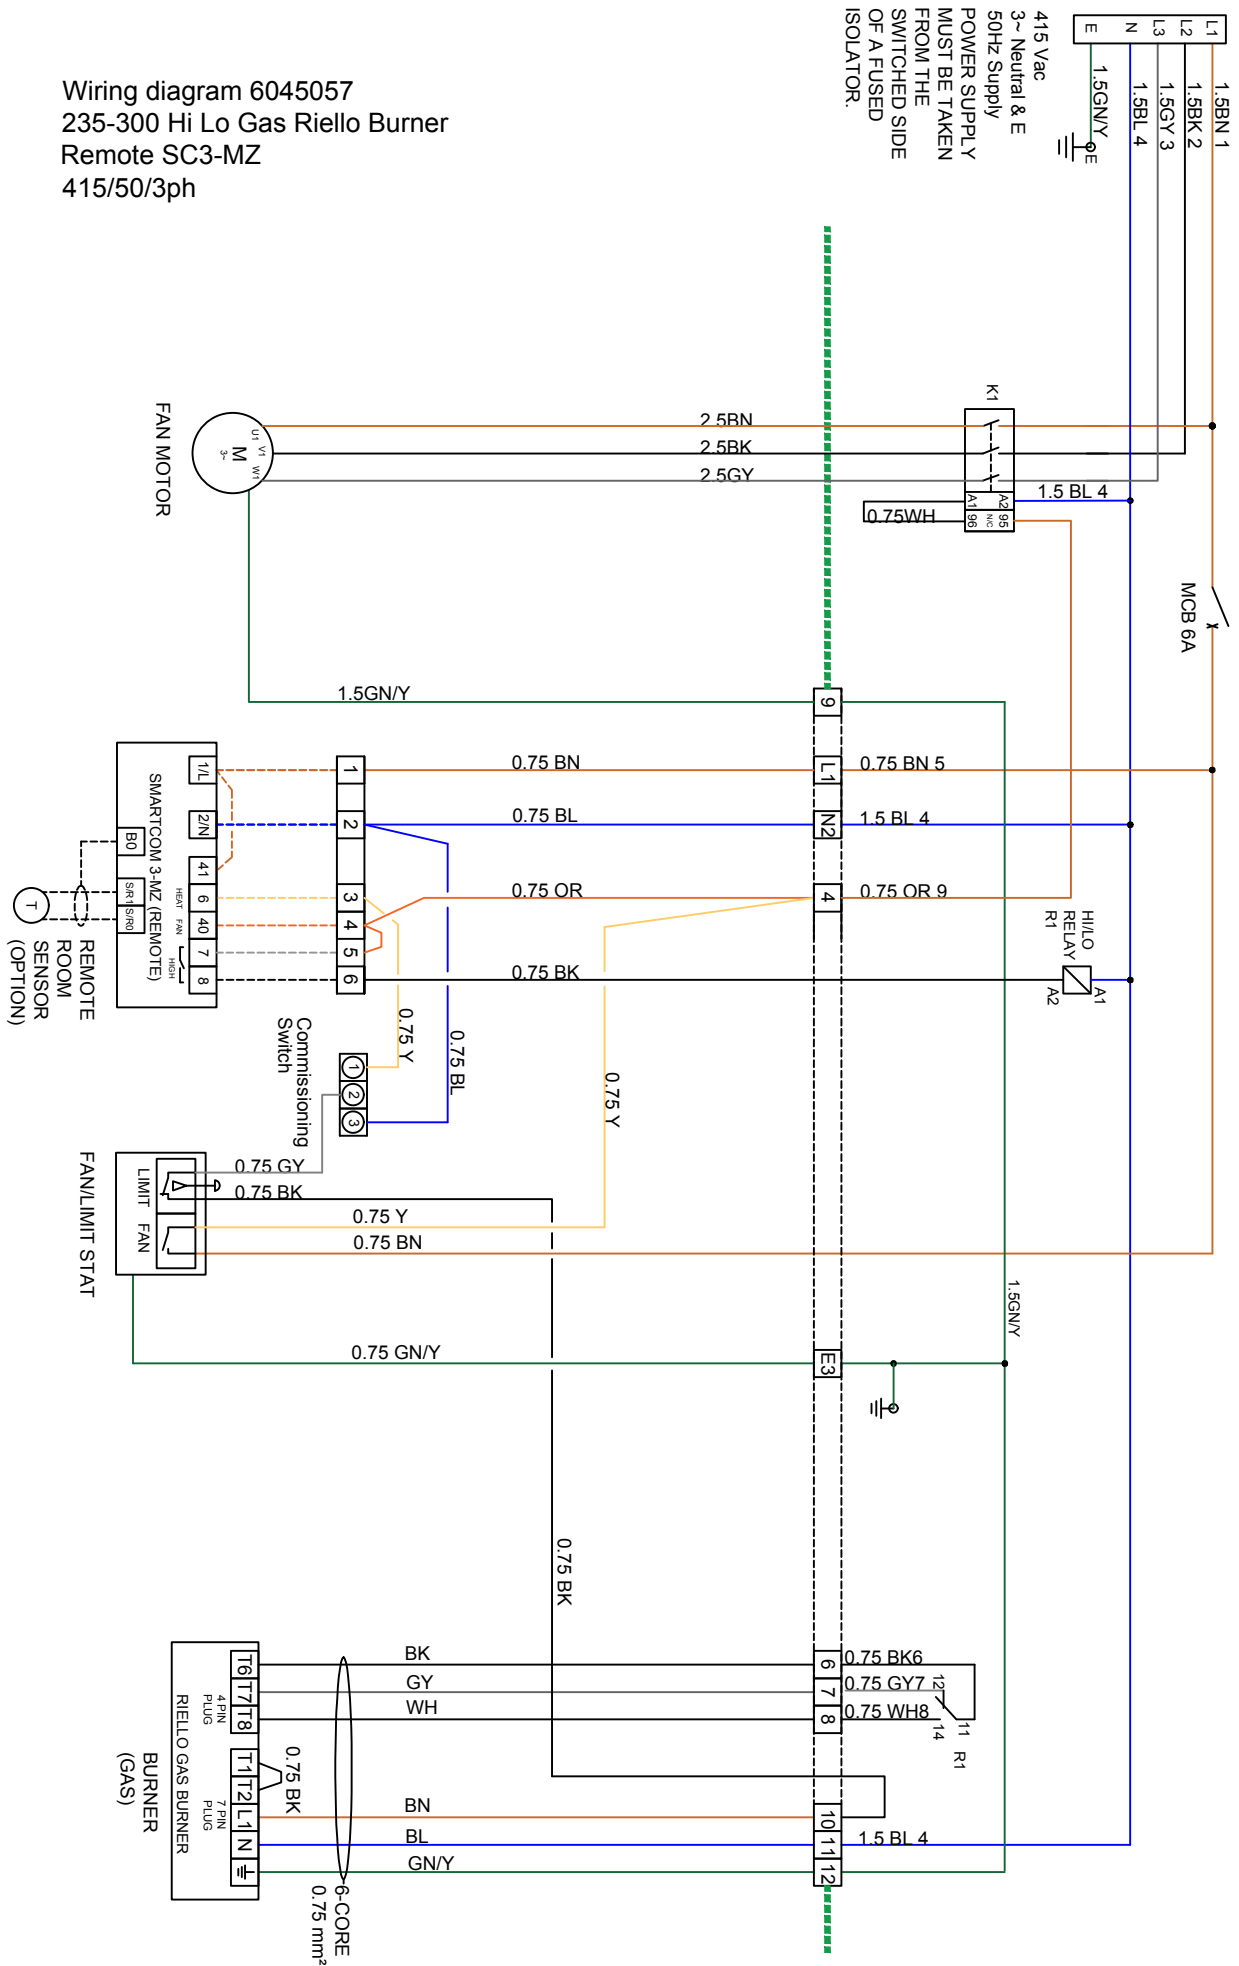 Wiring diagram 6045057
235-300 Hi Lo Gas Riello Burner
Remote SC3-MZ
415/50/3ph
L1
L2
L3
N
E
1.5BN 1
1.5BK 2
1.5GY 3
1.5BL 4
1.5GN/Y
E
415 Vac
3~ Neutral & E
50Hz Supply
POWER SUPPLY
MUST BE TAKEN
FROM THE
SWITCHED SIDE
OF A FUSED
ISOLATOR.
K1
2.5BN
2.5BK
2.5GY
U1
V1
W1
M
3~
FAN MOTOR
A2
95
A1
N/C
96
1.5 BL 4
0.75WH
MCB 6A
1.5GN/Y
9
0.75 BN
L1
0.75 BN 5
0.75 BL
N2
1.5 BL 4
0.75 OR
4
0.75 OR 9
0.75 BK
HI/LO
RELAY
R1
A1
A2
1/L
2/N
41
6
40
7
8
HEAT
FAN
HIGH
SMARTCOM 3-MZ (REMOTE)
B0
S/R1
S/R0
T
REMOTE
ROOM
SENSOR
(OPTION)
1
2
3
4
5
6
0.75 Y
0.75 BL
0.75 Y
Commissioning
Switch
1
2
3
0.75 GY
0.75 BK
0.75 Y
0.75 BN
LIMIT
FAN
FAN/LIMIT STAT
1.5GN/Y
0.75 GN/Y
E3
0.75 BK
BK
GY
WH
6
7
8
0.75 BK6
0.75 GY7
0.75 WH8
12
11
14
R1
T6
T7
T8
T1
T2
L1
N
4 PIN
PLUG
7 PIN
PLUG
RIELLO GAS BURNER
BURNER
(GAS)
0.75 BK
BN
BL
GN/Y
10
11
12
1.5 BL 4
6-CORE
0.75 mm²